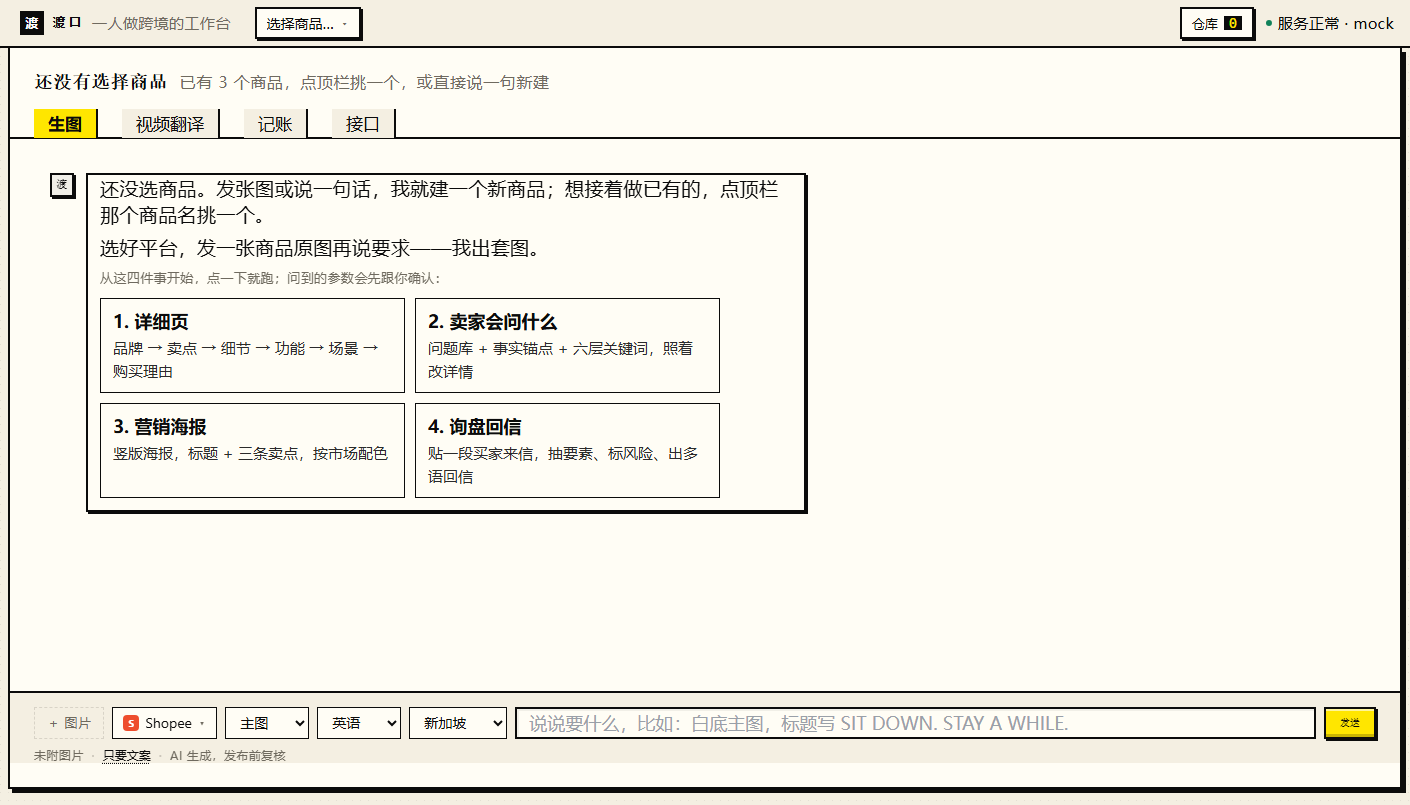 渡 渡口 一人做跨境的工作台 选择商品... 仓库 0 服务正常 · mock
还没有选择商品 已有 3 个商品，点顶栏挑一个，或直接说一句新建
生图 视频翻译 记账 接口
渡
还没选商品。发张图或说一句话，我就建一个新商品；想接着做已有的，点顶栏
那个商品名挑一个。
选好平台，发一张商品原图再说要求——我出套图。
从这四件事开始，点一下就跑；问到的参数会先跟你确认：
1. 详细页
品牌 → 卖点 → 细节 → 功能 → 场景 →
购买理由
2. 卖家会问什么
问题库 + 事实锚点 + 六层关键词，照着
改详情
3. 营销海报
竖版海报，标题 + 三条卖点，按市场配色
4. 询盘回信
贴一段买家来信，抽要素、标风险、出多
语回信
+ 图片 S Shopee 主图 英语 新加坡 说说要什么，比如：白底主图，标题写 SIT DOWN. STAY A WHILE. 发送
未附图片 · 只要文案 · AI 生成，发布前复核